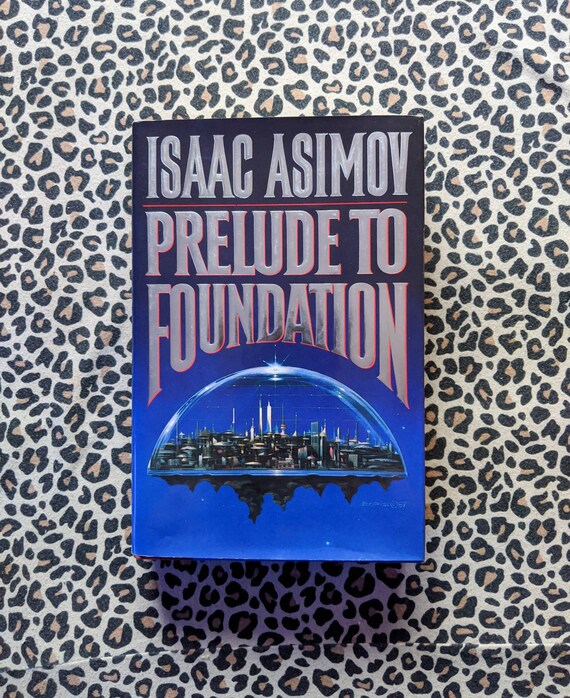 ISAAC ASIMOV
PRELUDE TO
FOUNDATION